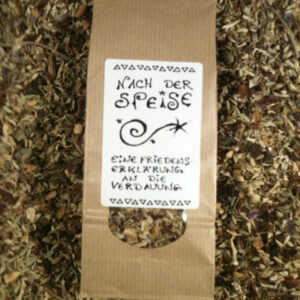 NACH DER
SPEISE
EINE FRIEDENS
ERKLÄRUNG
AN DIE
VERDAUUNG